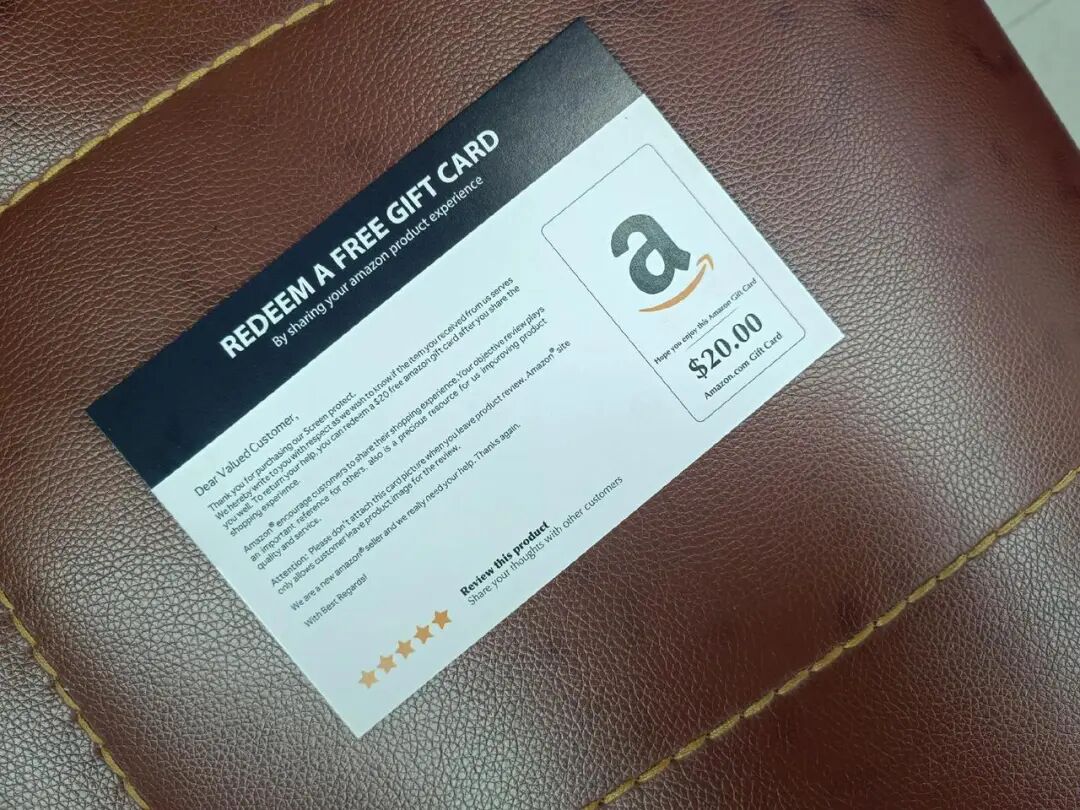 REDEEM A FREE GIFT CARD
By sharing your amazon product experience
Dear Valued Customer,
Thank you for purchasing our Screen protect.
We hereby write to you with respect as we wish to know if the item you received from us serves
you well. To return your help, you can redeem a $20 free amazon gift card after you share the
shopping experience.
Amazon® encourage customers to share their shopping experience. Your objective review plays
an important reference for others, also is a precious resource for us imporoving product
quality and service.
Attention: Please don't attach this card picture when you leave product review. Amazon® site
only allows customer leave product image for the review.
We are a new amazon® seller and we really need your help. Thanks again.
With Best Regards!
Review this product
Share your thoughts with other customers
a
Hope you enjoy this Amazon Gift Card
$20.00
Amazon.com Gift Card